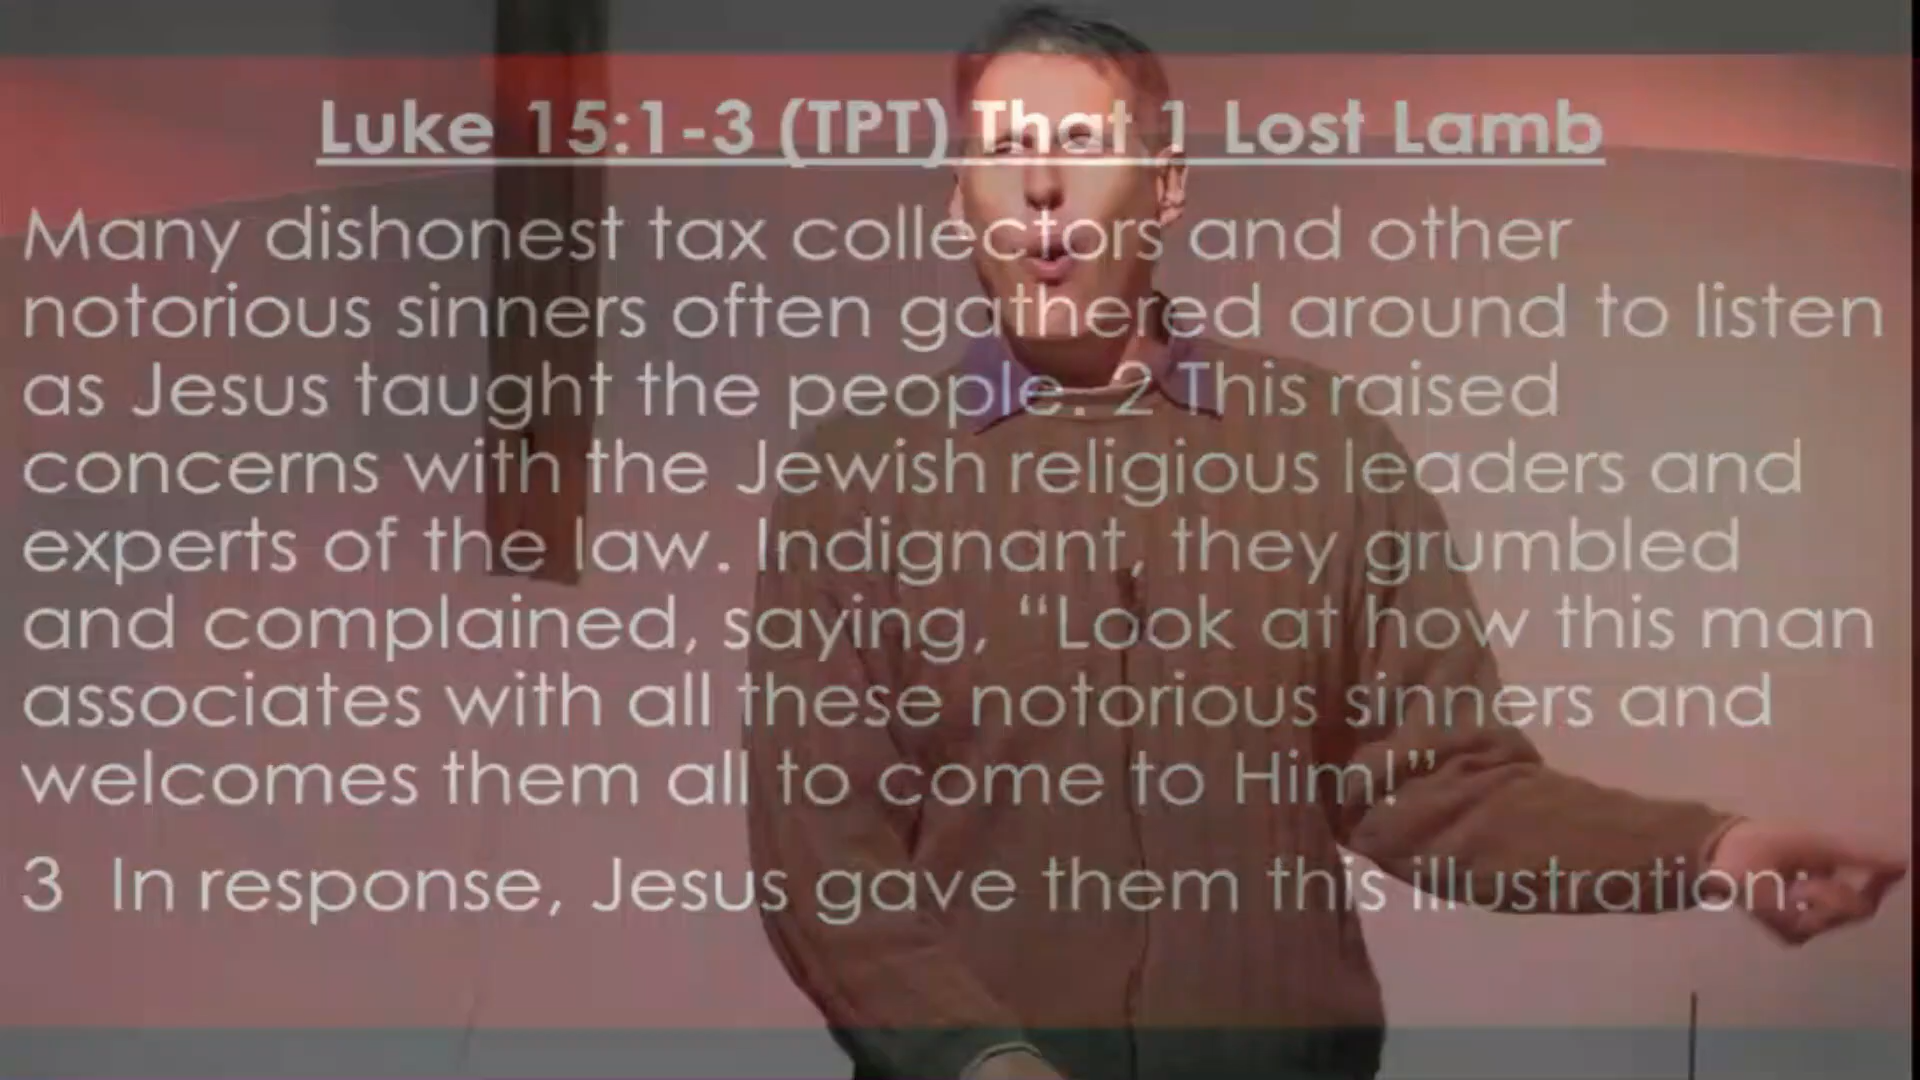 Luke 15:1-3 (TPT) That 1 Lost Lamb
Many dishonest tax collectors and other
notorious sinners often gathered around to listen
as Jesus taught the people. 2 This raised
concerns with the Jewish religious leaders and
experts of the law. Indignant, they grumbled
and complained, saying, “Look at how this man
associates with all these notorious sinners and
welcomes them all to come to Him!”
3  In response, Jesus gave them this illustration: